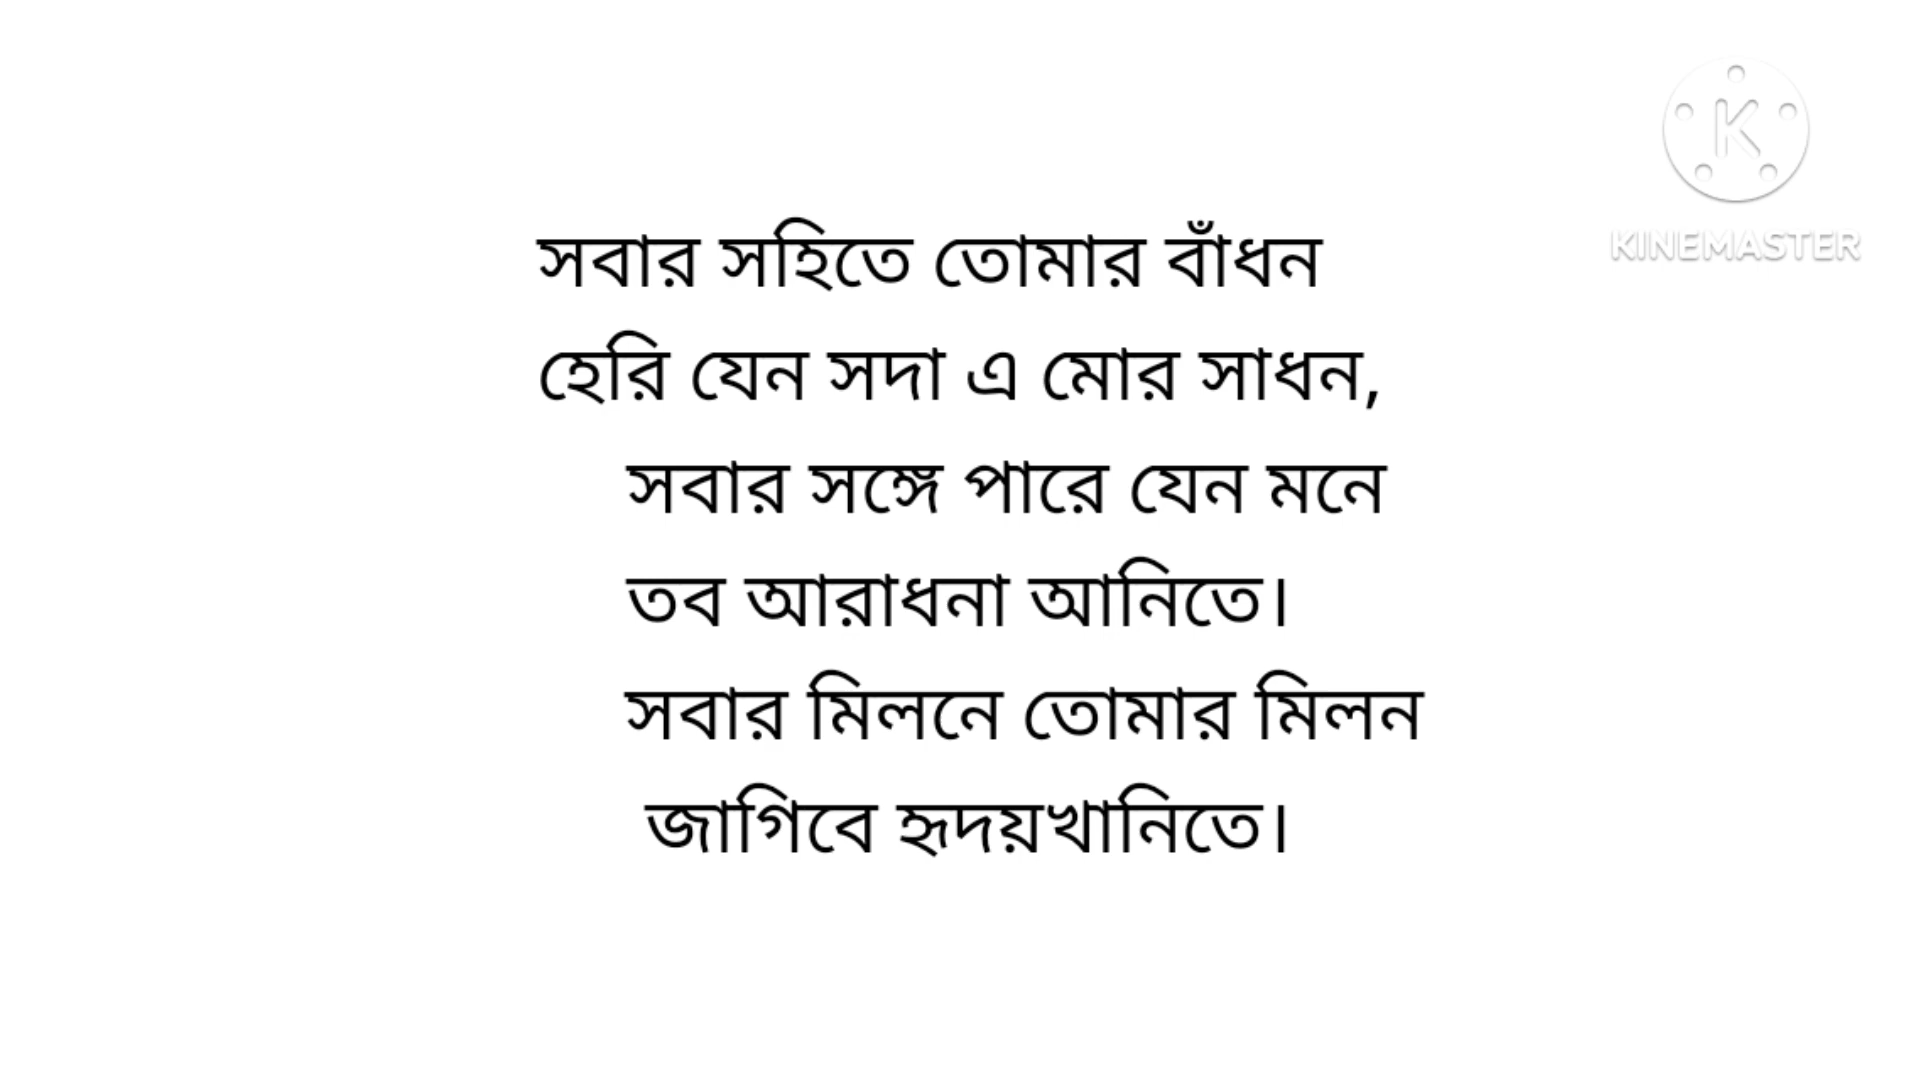 সবার সহিতে তোমার বাঁধন
হেরি যেন সদা এ মোর সাধন,
সবার সঙ্গে পারে যেন মনে
তব আরাধনা আনিতে।
সবার মিলনে তোমার মিলন
জাগিবে হৃদয়খানিতে।
K
KINEMASTER